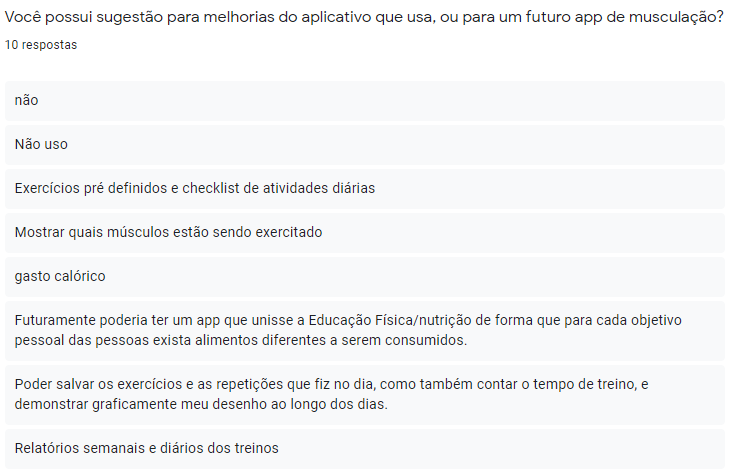 Você possui sugestão para melhorias do aplicativo que usa, ou para um futuro app de musculação?
10 respostas
não
Não uso
Exercícios pré definidos e checklist de atividades diárias
Mostrar quais músculos estão sendo exercitado
gasto calórico
Futuramente poderia ter um app que unisse a Educação Física/nutrição de forma que para cada objetivo
pessoal das pessoas exista alimentos diferentes a serem consumidos.
Poder salvar os exercícios e as repetições que fiz no dia, como também contar o tempo de treino, e
demonstrar graficamente meu desenho ao longo dos dias.
Relatórios semanais e diários dos treinos